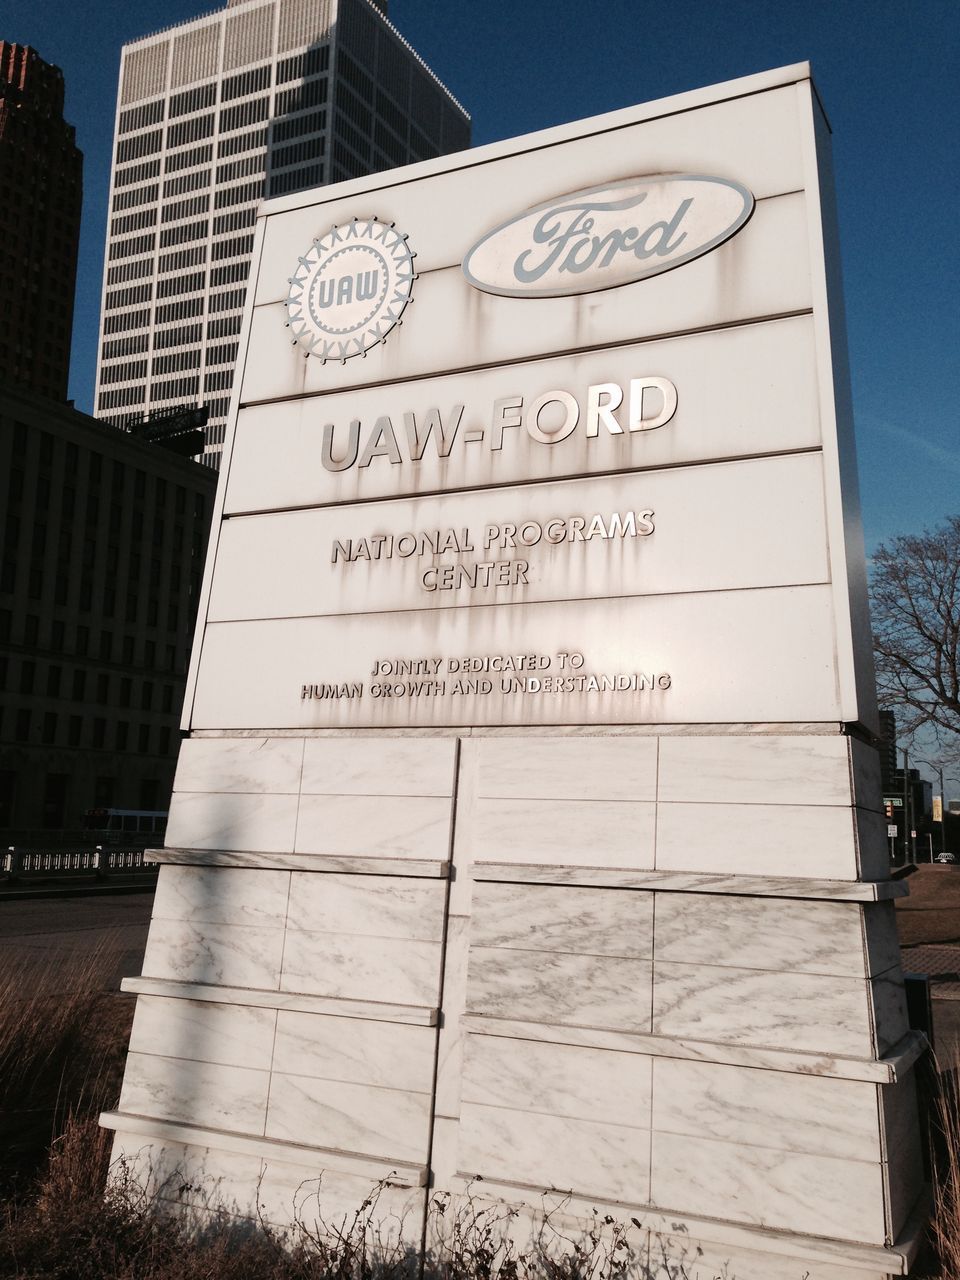 UAW
Ford
UAW-FORD
NATIONAL PROGRAMS
CENTER
JOINTLY DEDICATED TO
HUMAN GROWTH AND UNDERSTANDING